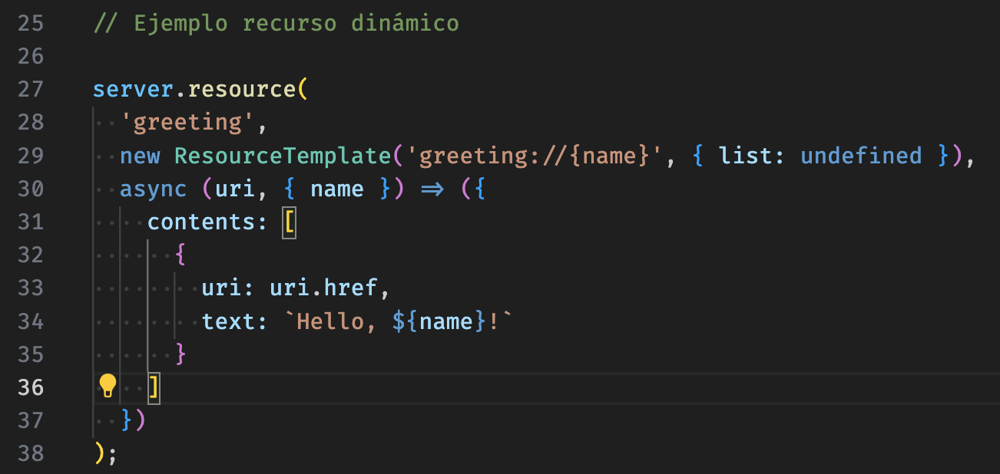 25 // Ejemplo recurso dinámico
26
27 server.resource(
28 'greeting',
29 new ResourceTemplate('greeting://{name}', { list: undefined }),
30 async (uri, { name }) => ({
31 contents: [
32 {
33 uri: uri.href,
34 text: `Hello, ${name}!`
35 }
36 ]
37 })
38 );